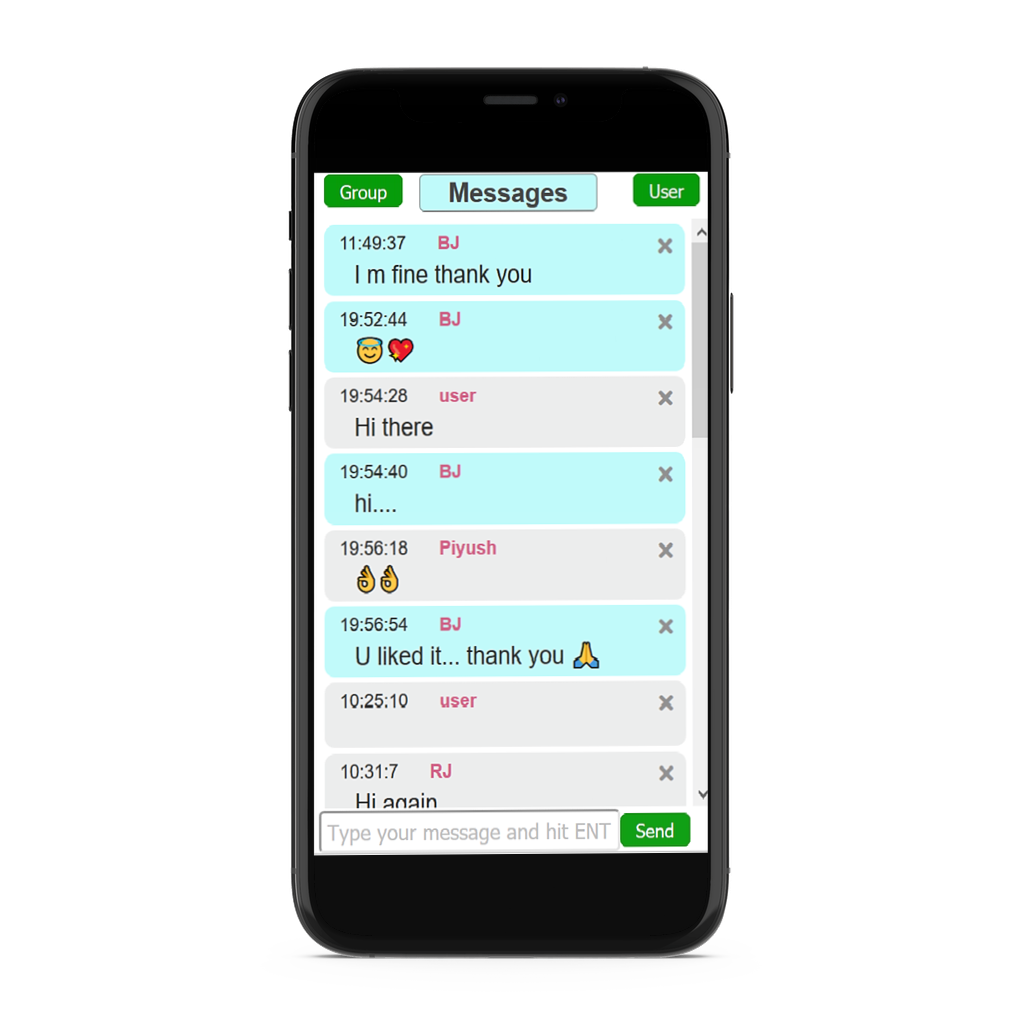 Group Messages User
11:49:37 BJ
I m fine thank you
19:52:44 BJ
😇💖
19:54:28 user
Hi there
19:54:40 BJ
hi....
19:56:18 Piyush
👌👌
19:56:54 BJ
U liked it... thank you 🙏
10:25:10 user
10:31:7 RJ
Hi again
Type your message and hit ENT Send